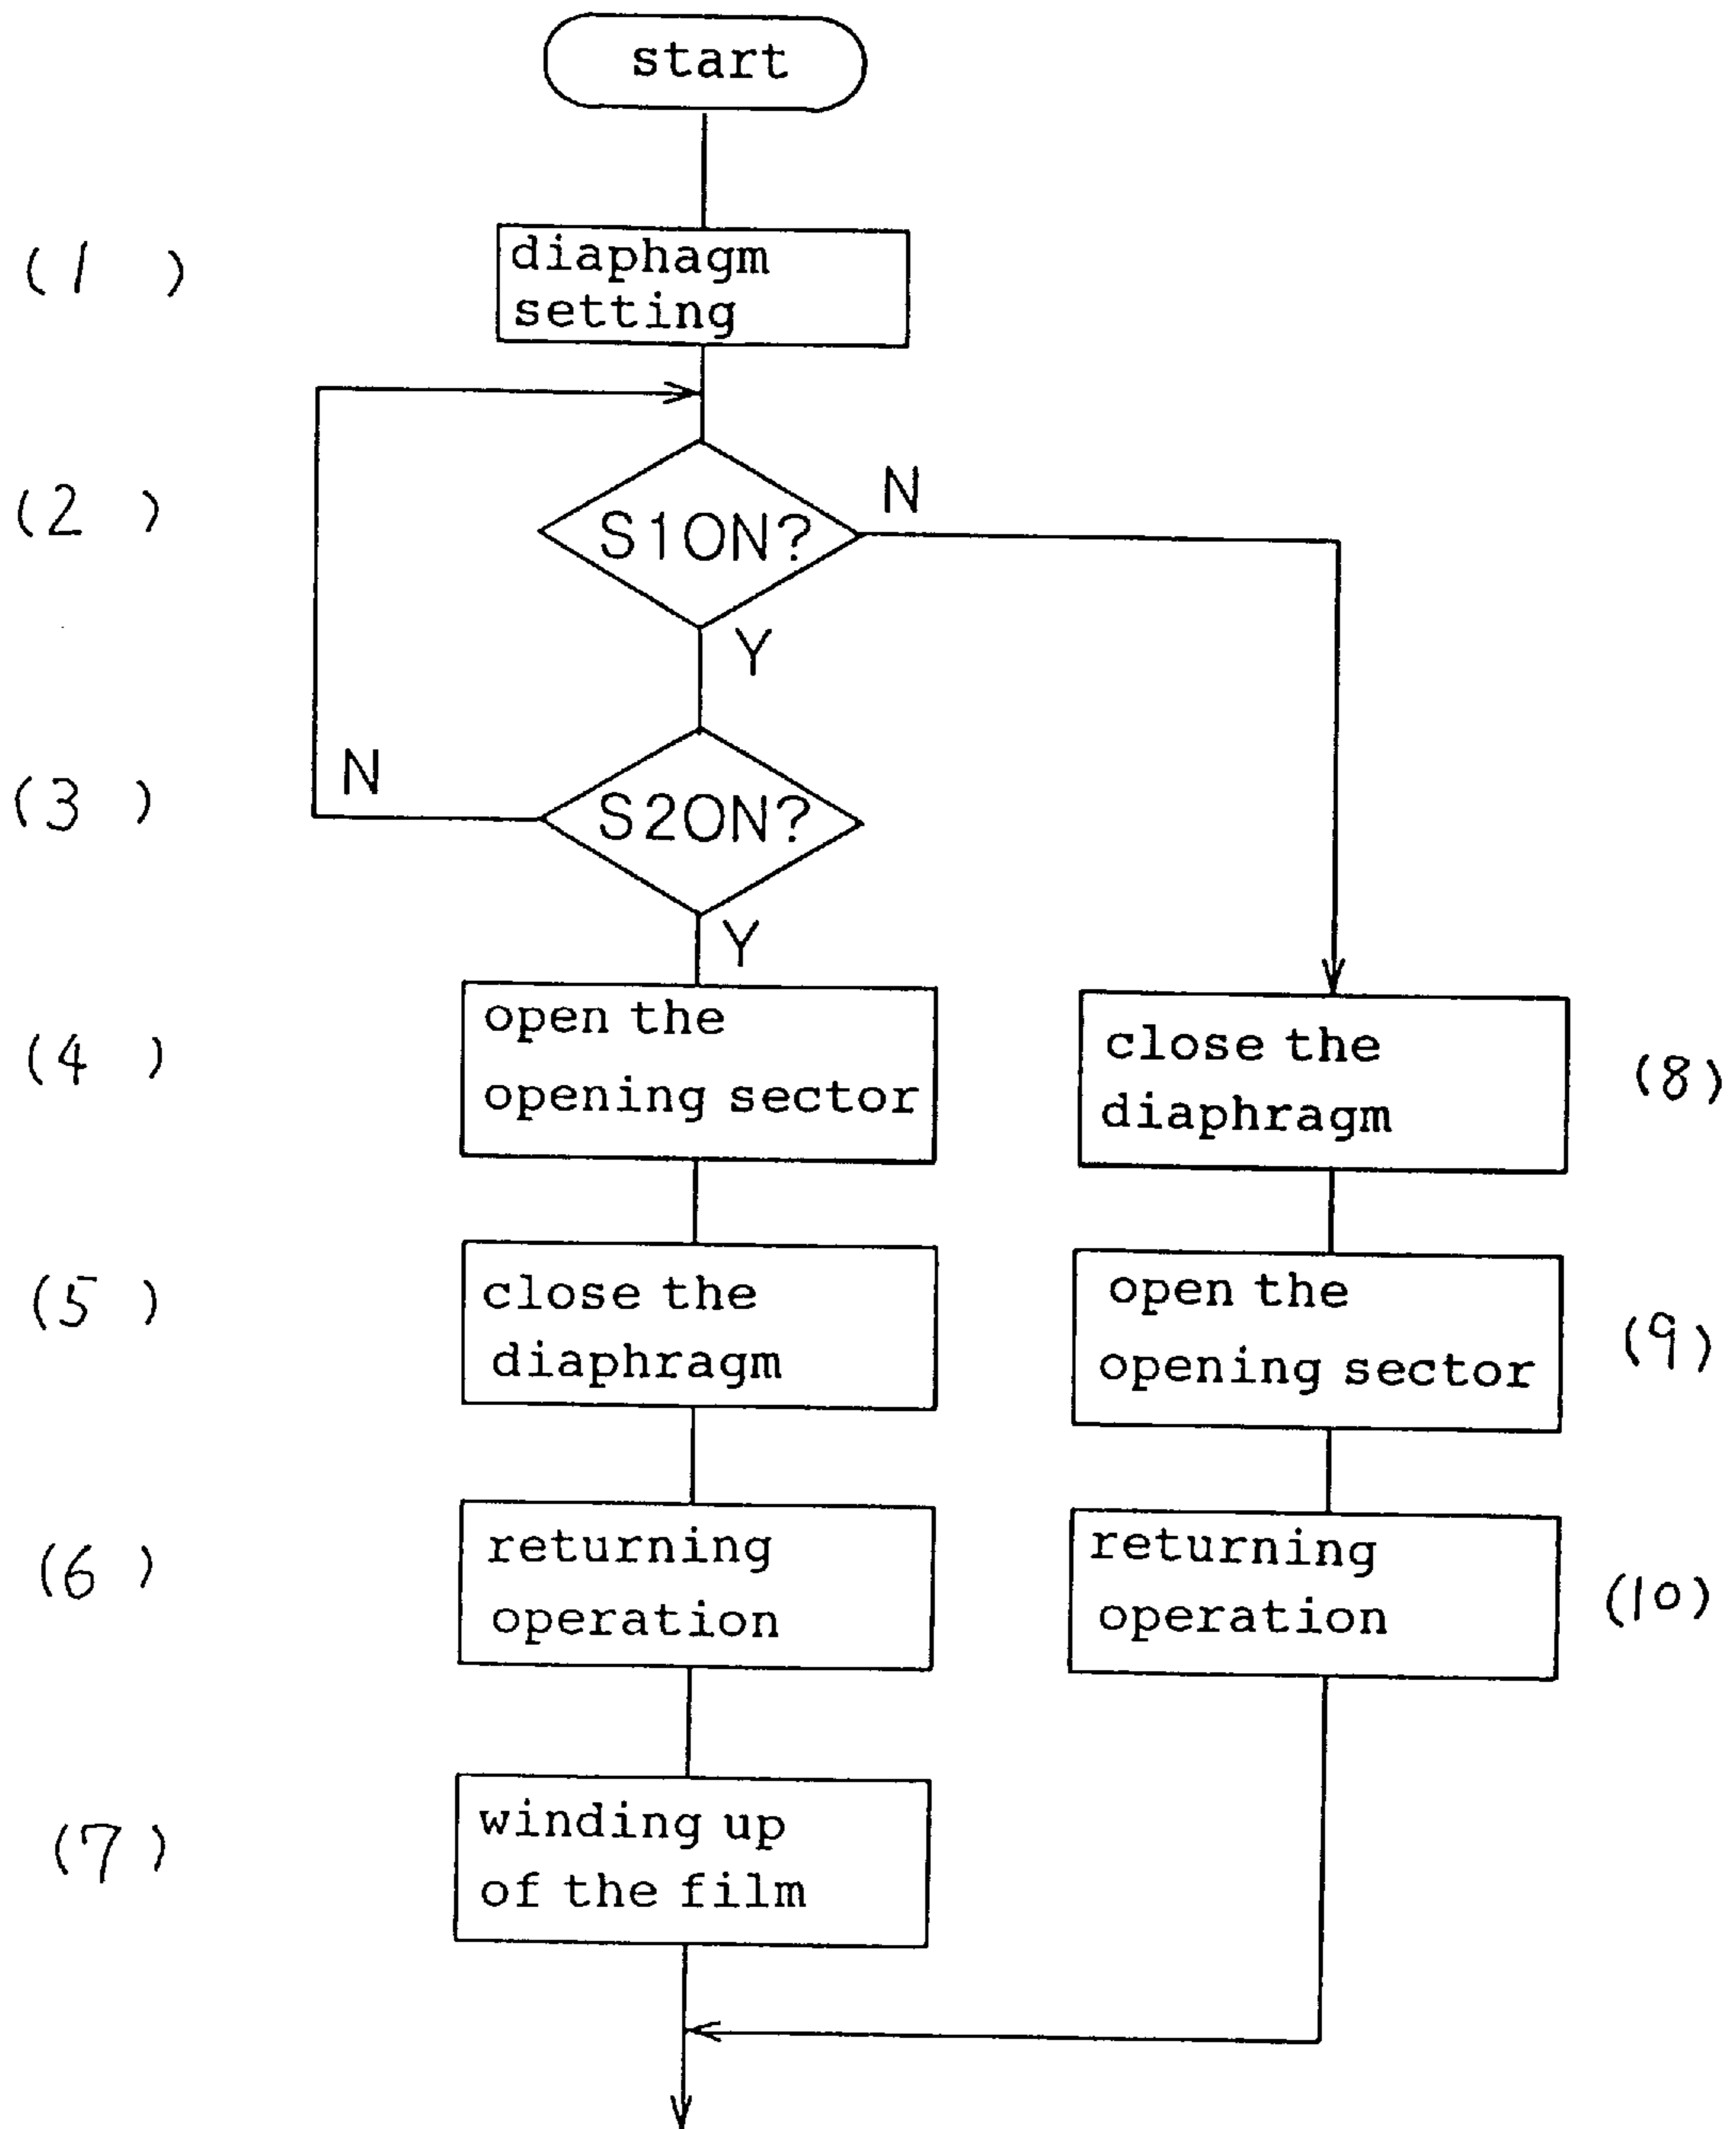 start
(1)
diaphagm
setting
(2)
S1ON?
N
Y
(3)
N
S2ON?
Y
(4)
open the
opening sector
(5)
close the
diaphragm
(6)
returning
operation
(7)
winding up
of the film
close the
diaphragm
(8)
open the
opening sector
(9)
returning
operation
(10)